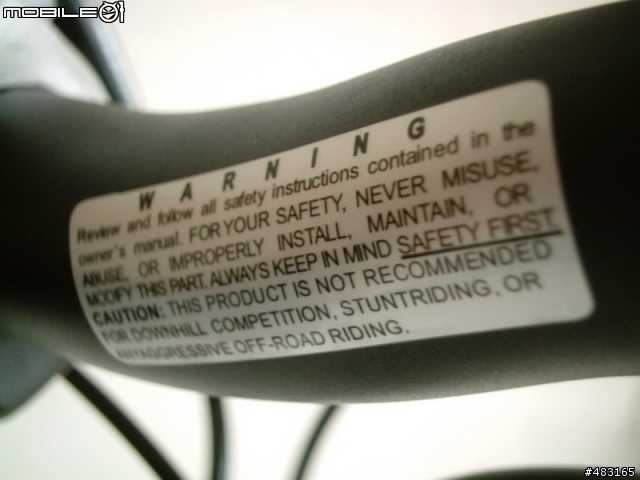 MOBILE01
WARNING
Review and follow all safety instructions contained in the
owner's manual. FOR YOUR SAFETY, NEVER MISUSE,
ABUSE, OR IMPROPERLY INSTALL, MAINTAIN, OR
MODIFY THIS PART. ALWAYS KEEP IN MIND SAFETY FIRST.
CAUTION: THIS PRODUCT IS NOT RECOMMENDED
FOR DOWNHILL COMPETITION, STUNTRIDING, OR
ANYAGGRESSIVE OFF-ROAD RIDING.
#483165